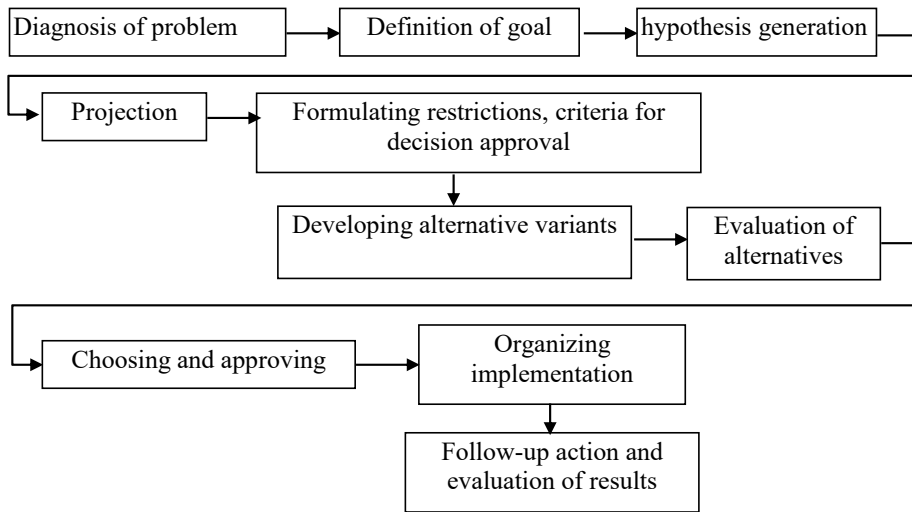 Diagnosis of problem
Definition of goal
hypothesis generation
Projection
Formulating restrictions, criteria for
decision approval
Developing alternative variants
Evaluation of
alternatives
Choosing and approving
Organizing
implementation
Follow-up action and
evaluation of results